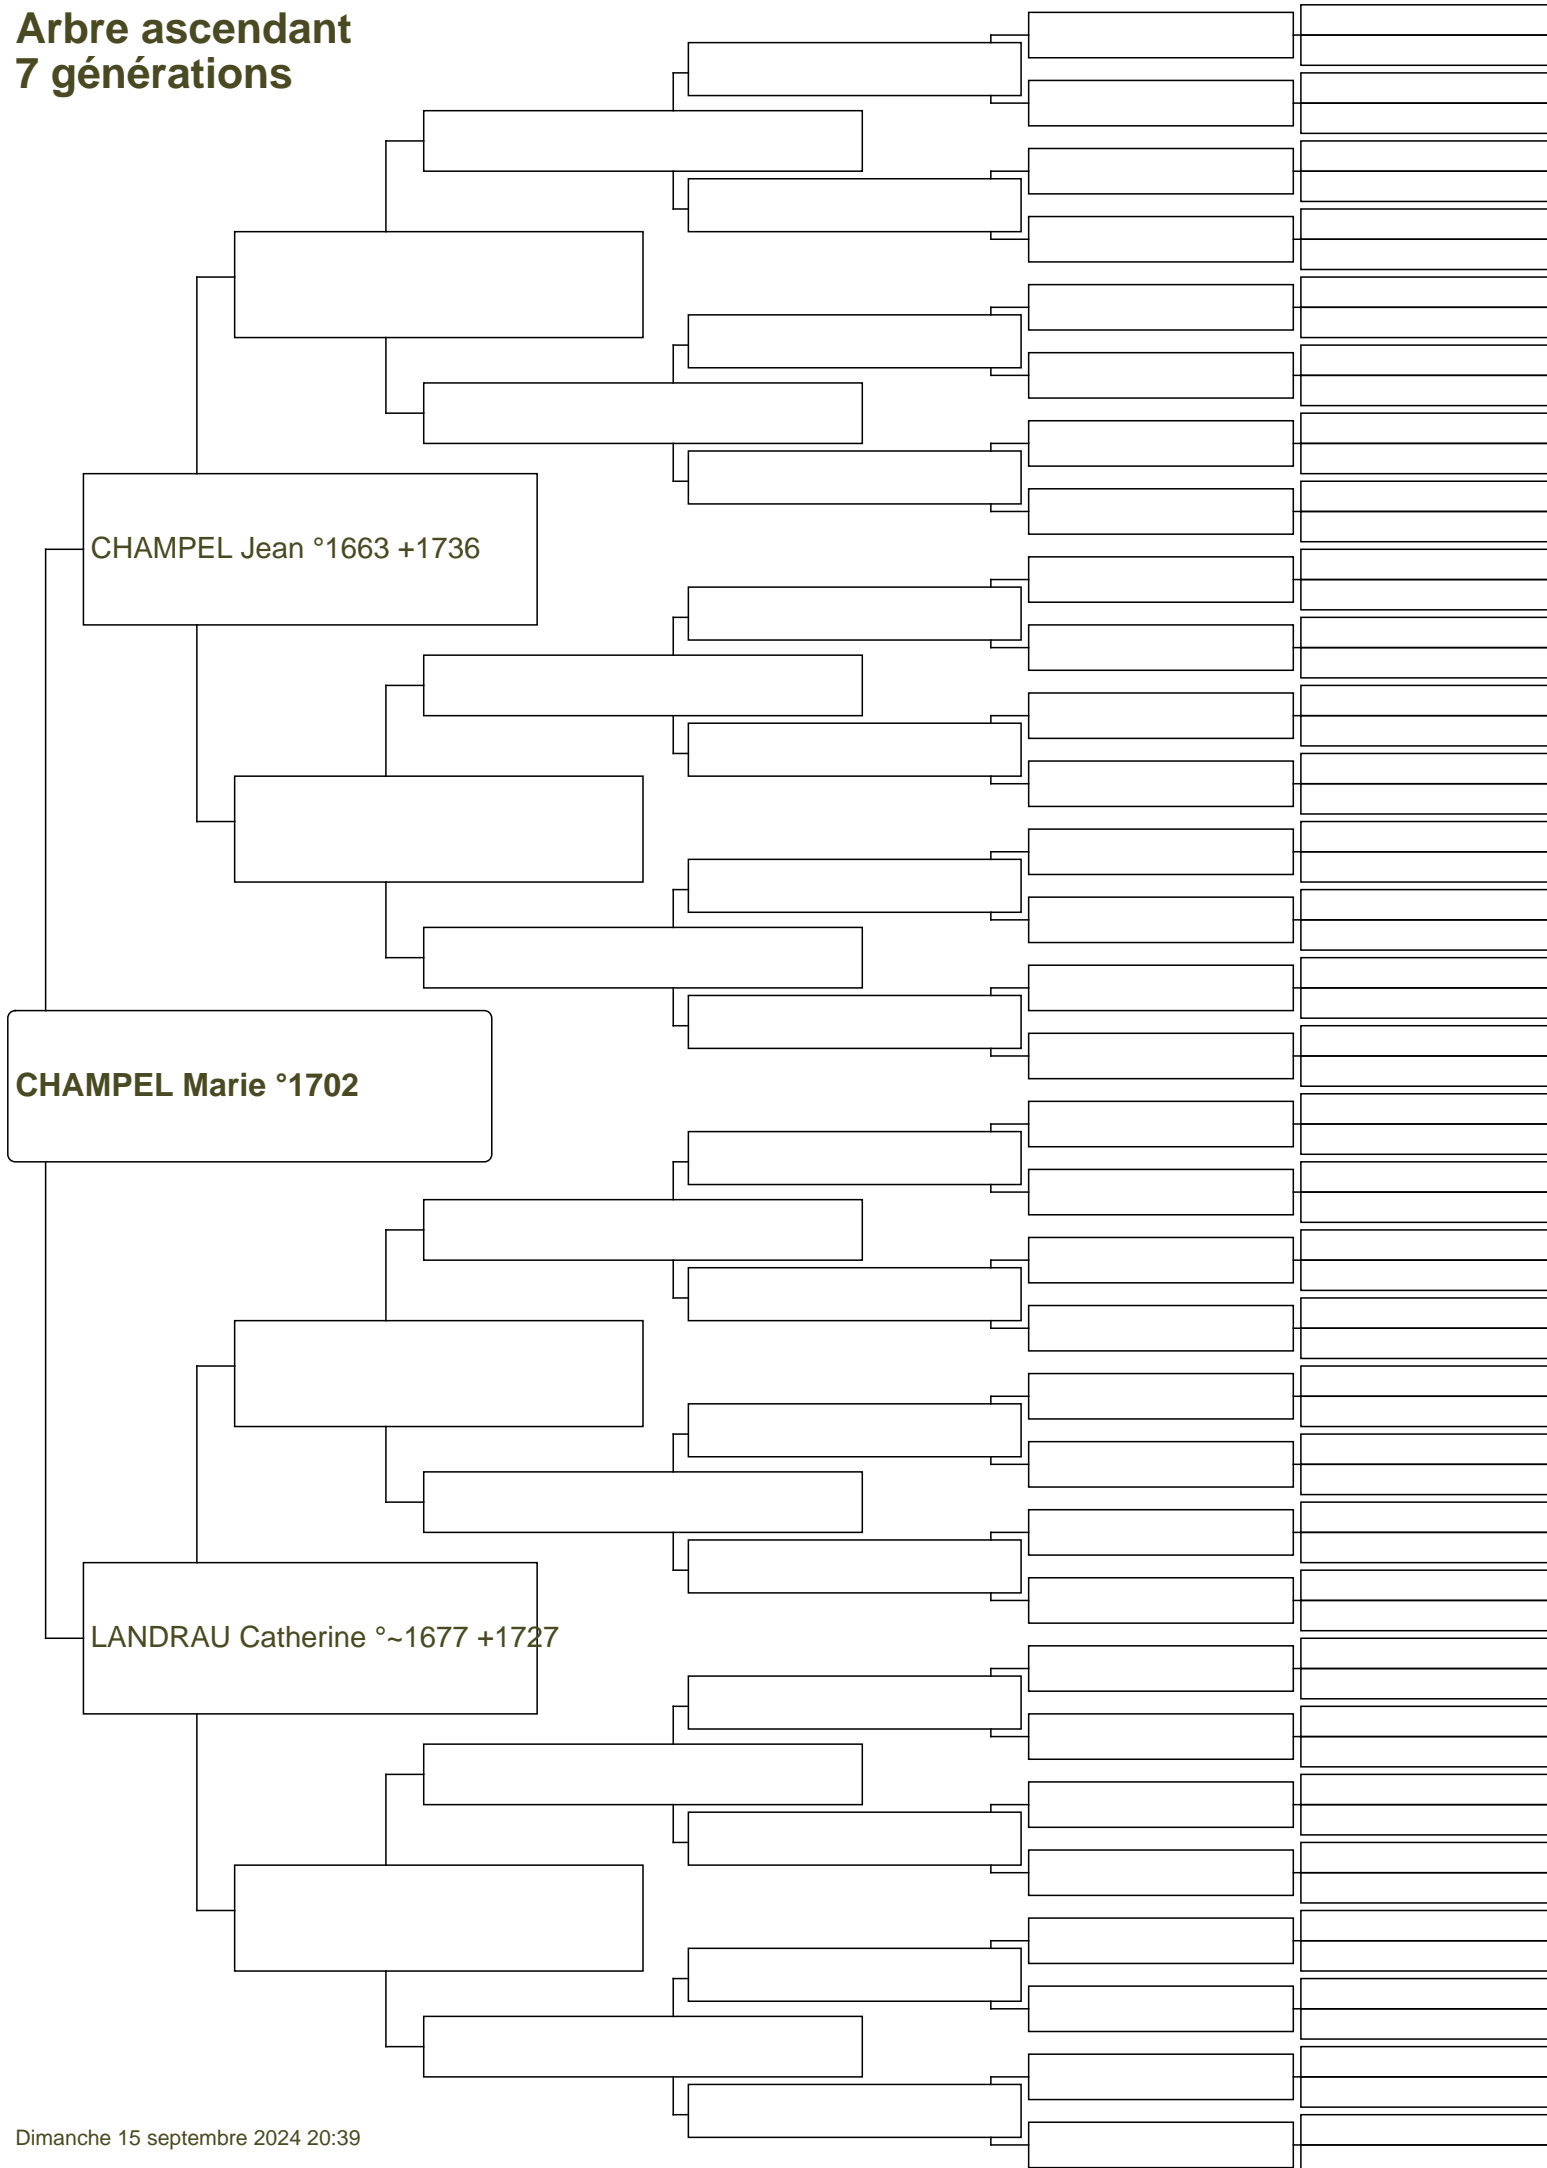 Arbre ascendant
7 générations
CHAMPEL Jean °1663 +1736
CHAMPEL Marie °1702
LANDRAU Catherine °~1677 +1727
Dimanche 15 septembre 2024 20:39